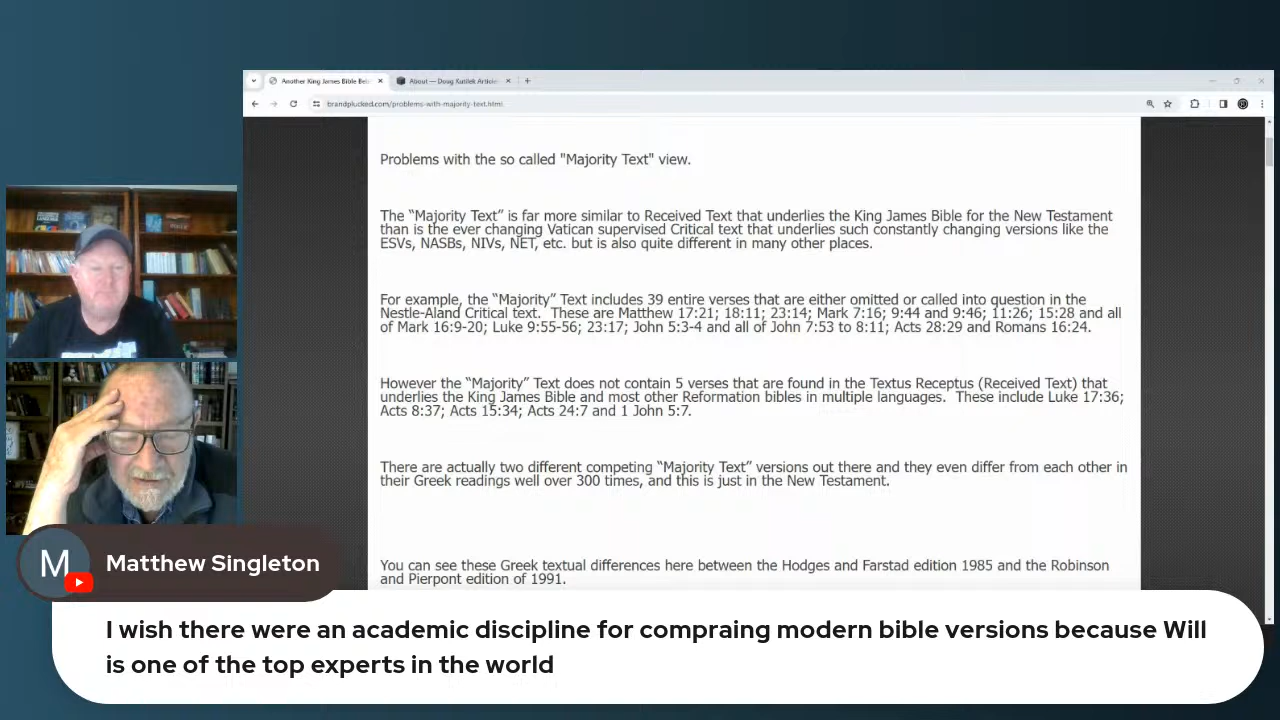 Another King James Bible Beli
About — Doug Kutilek Article
brandplucked.com/problems-with-majority-text.html
Problems with the so called "Majority Text" view.
The “Majority Text” is far more similar to Received Text that underlies the King James Bible for the New Testament
than is the ever changing Vatican supervised Critical text that underlies such constantly changing versions like the
ESVs, NASBs, NIVs, NET, etc. but is also quite different in many other places.
For example, the “Majority” Text includes 39 entire verses that are either omitted or called into question in the
Nestle-Aland Critical text.  These are Matthew 17:21; 18:11; 23:14; Mark 7:16; 9:44 and 9:46; 11:26; 15:28 and all
of Mark 16:9-20; Luke 9:55-56; 23:17; John 5:3-4 and all of John 7:53 to 8:11; Acts 28:29 and Romans 16:24.
However the “Majority” Text does not contain 5 verses that are found in the Textus Receptus (Received Text) that
underlies the King James Bible and most other Reformation bibles in multiple languages.  These include Luke 17:36;
Acts 8:37; Acts 15:34; Acts 24:7 and 1 John 5:7.
There are actually two different competing “Majority Text” versions out there and they even differ from each other in
their Greek readings well over 300 times, and this is just in the New Testament.
You can see these Greek textual differences here between the Hodges and Farstad edition 1985 and the Robinson
and Pierpont edition of 1991.
M
Matthew Singleton
I wish there were an academic discipline for compraing modern bible versions because Will
is one of the top experts in the world